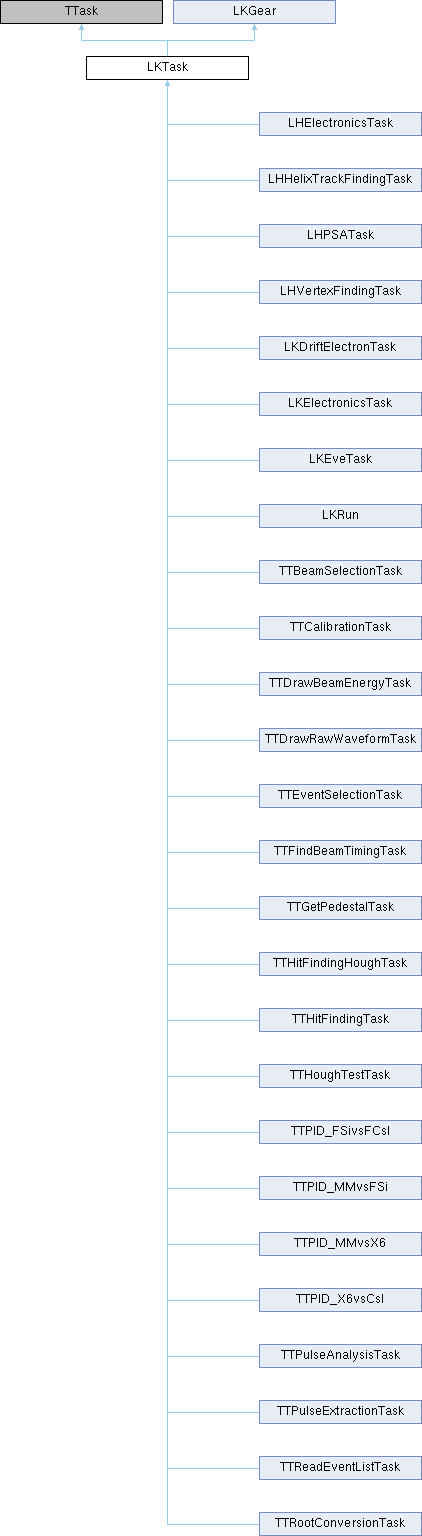 TTask LKGear
LKTask
LHElectronicsTask
LHHelixTrackFindingTask
LHPSATask
LHVertexFindingTask
LKDriftElectronTask
LKElectronicsTask
LKEveTask
LKRun
TTBeamSelectionTask
TTCalibrationTask
TTDrawBeamEnergyTask
TTDrawRawWaveformTask
TTEventSelectionTask
TTFindBeamTimingTask
TTGetPedestalTask
TTHitFindingHoughTask
TTHitFindingTask
TTHoughTestTask
TTPID_FSivsFCsI
TTPID_MMvsFSi
TTPID_MMvsX6
TTPID_X6vsCsI
TTPulseAnalysisTask
TTPulseExtractionTask
TTReadEventListTask
TTRootConversionTask